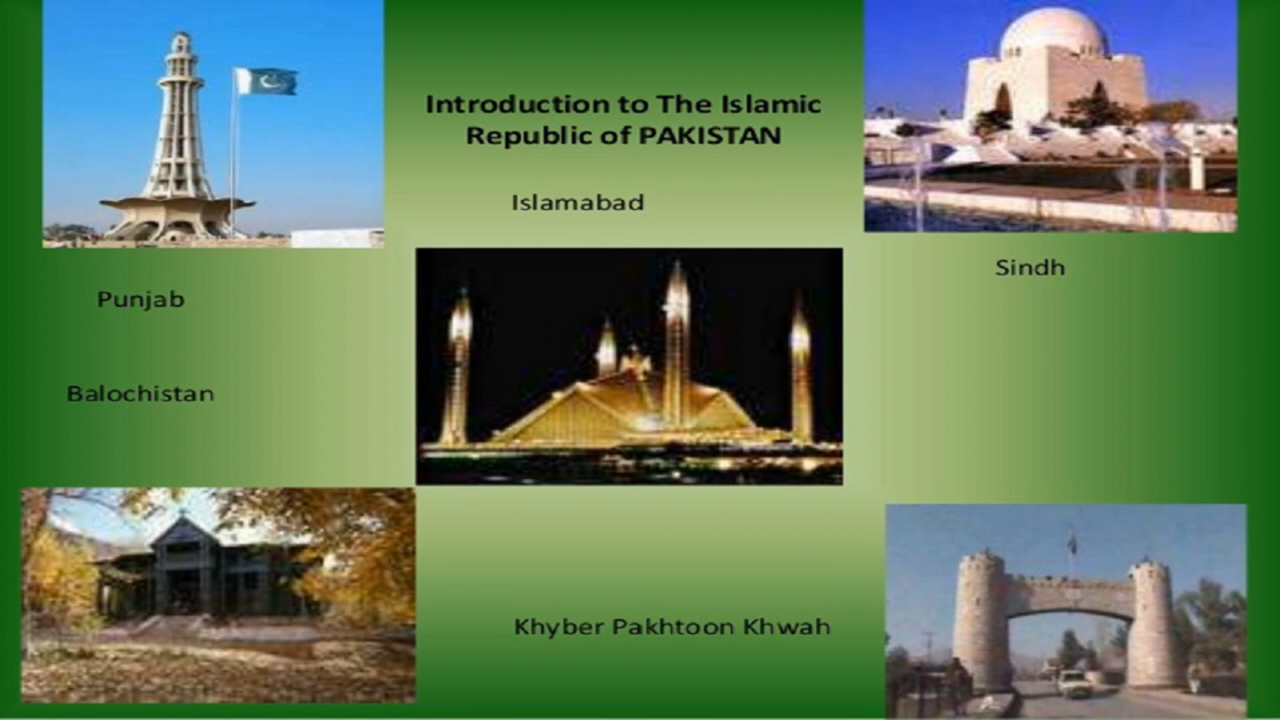 Introduction to The Islamic
Republic of PAKISTAN
Islamabad
Sindh
Punjab
Balochistan
Khyber Pakhtoon Khwah